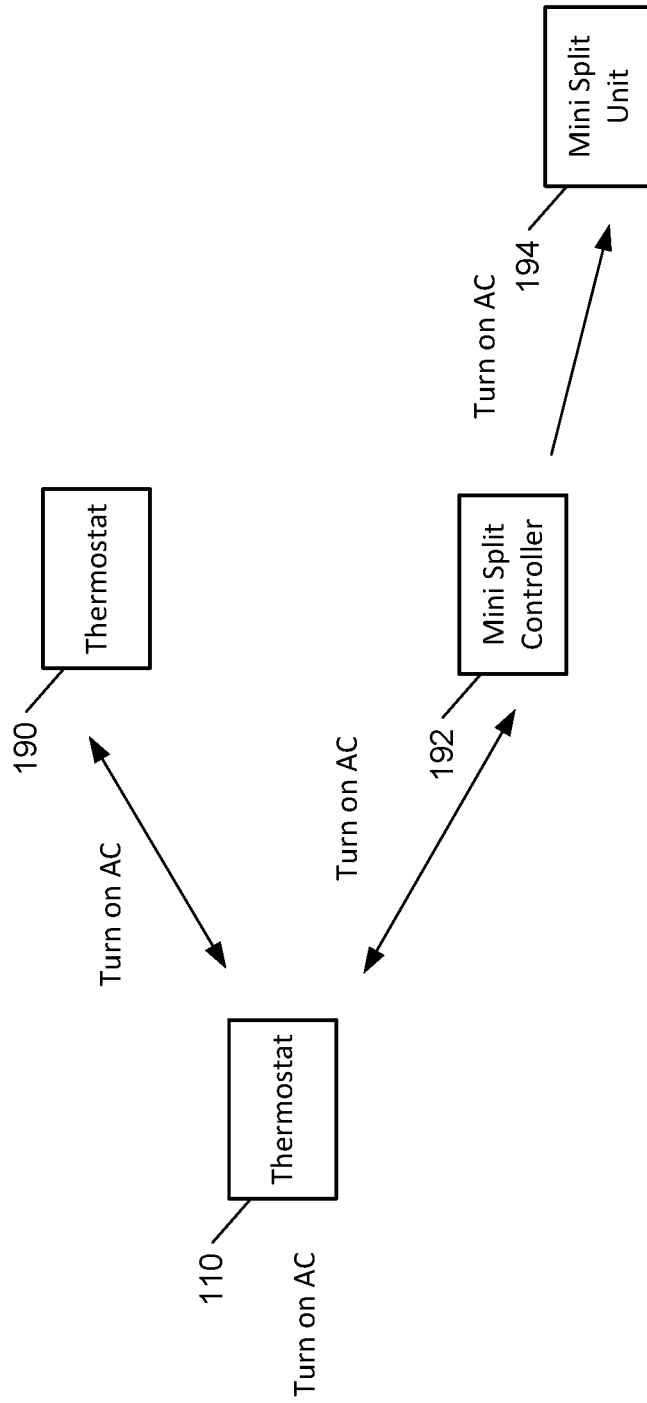 110
Turn on AC
Thermostat
Turn on AC
190
Thermostat
Turn on AC
192
Mini Split
Controller
Turn on AC
194
Mini Split
Unit